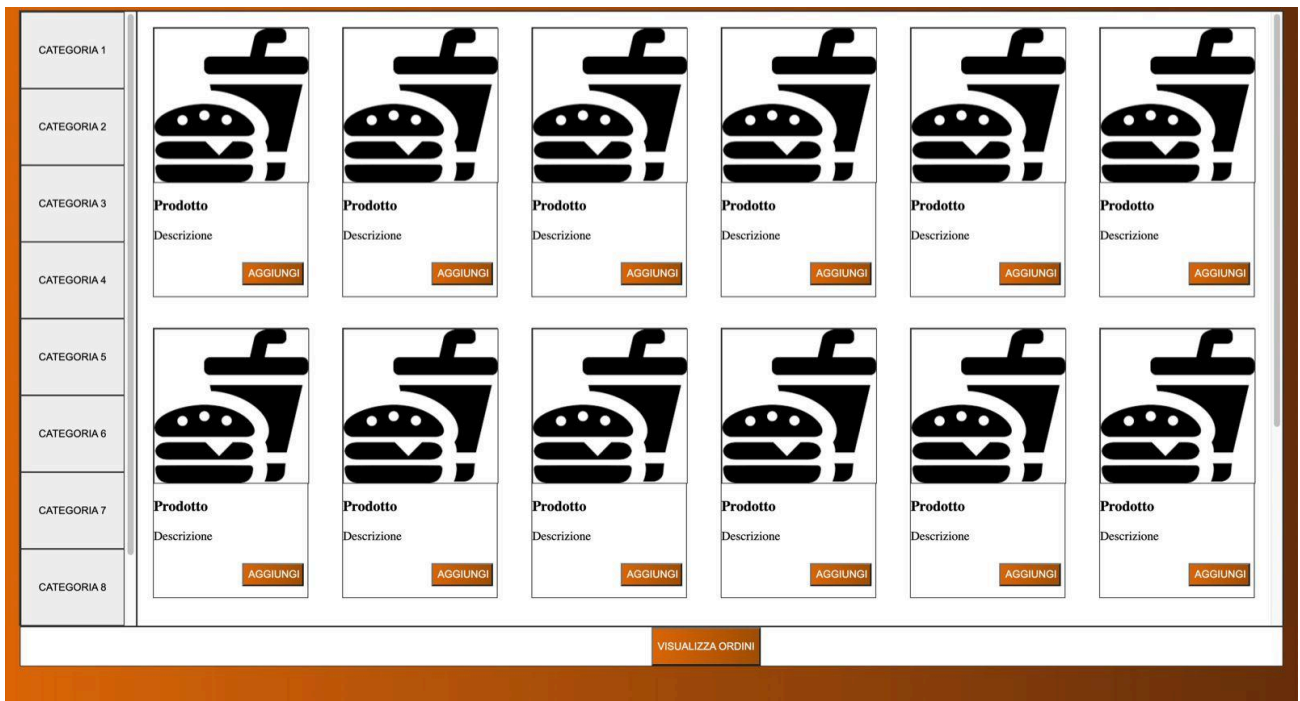 CATEGORIA 1
CATEGORIA 2
CATEGORIA 3
CATEGORIA 4
CATEGORIA 5
CATEGORIA 6
CATEGORIA 7
CATEGORIA 8
Prodotto Prodotto Prodotto Prodotto Prodotto Prodotto
Descrizione Descrizione Descrizione Descrizione Descrizione Descrizione
AGGIUNGI AGGIUNGI AGGIUNGI AGGIUNGI AGGIUNGI AGGIUNGI
Prodotto Prodotto Prodotto Prodotto Prodotto Prodotto
Descrizione Descrizione Descrizione Descrizione Descrizione Descrizione
AGGIUNGI AGGIUNGI AGGIUNGI AGGIUNGI AGGIUNGI AGGIUNGI
VISUALIZZA ORDINI